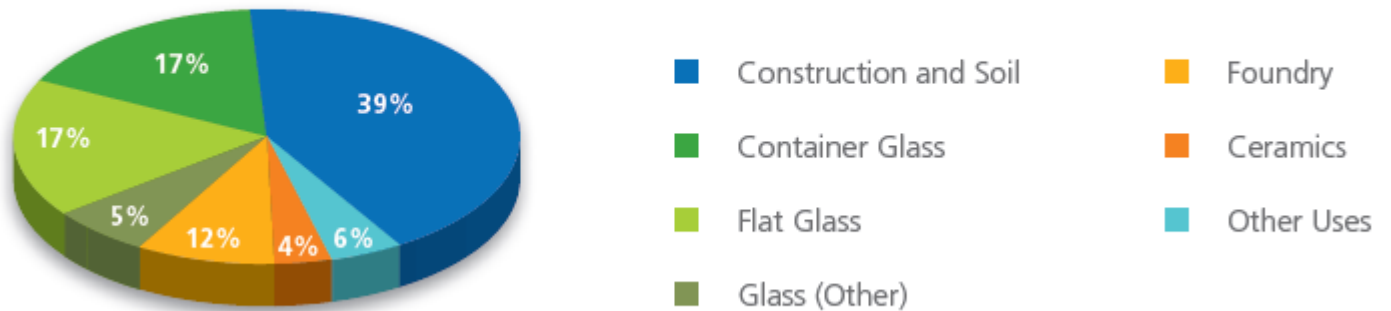 17%
39%
17%
5%
12%
4%
6%
Construction and Soil
Container Glass
Flat Glass
Glass (Other)
Foundry
Ceramics
Other Uses